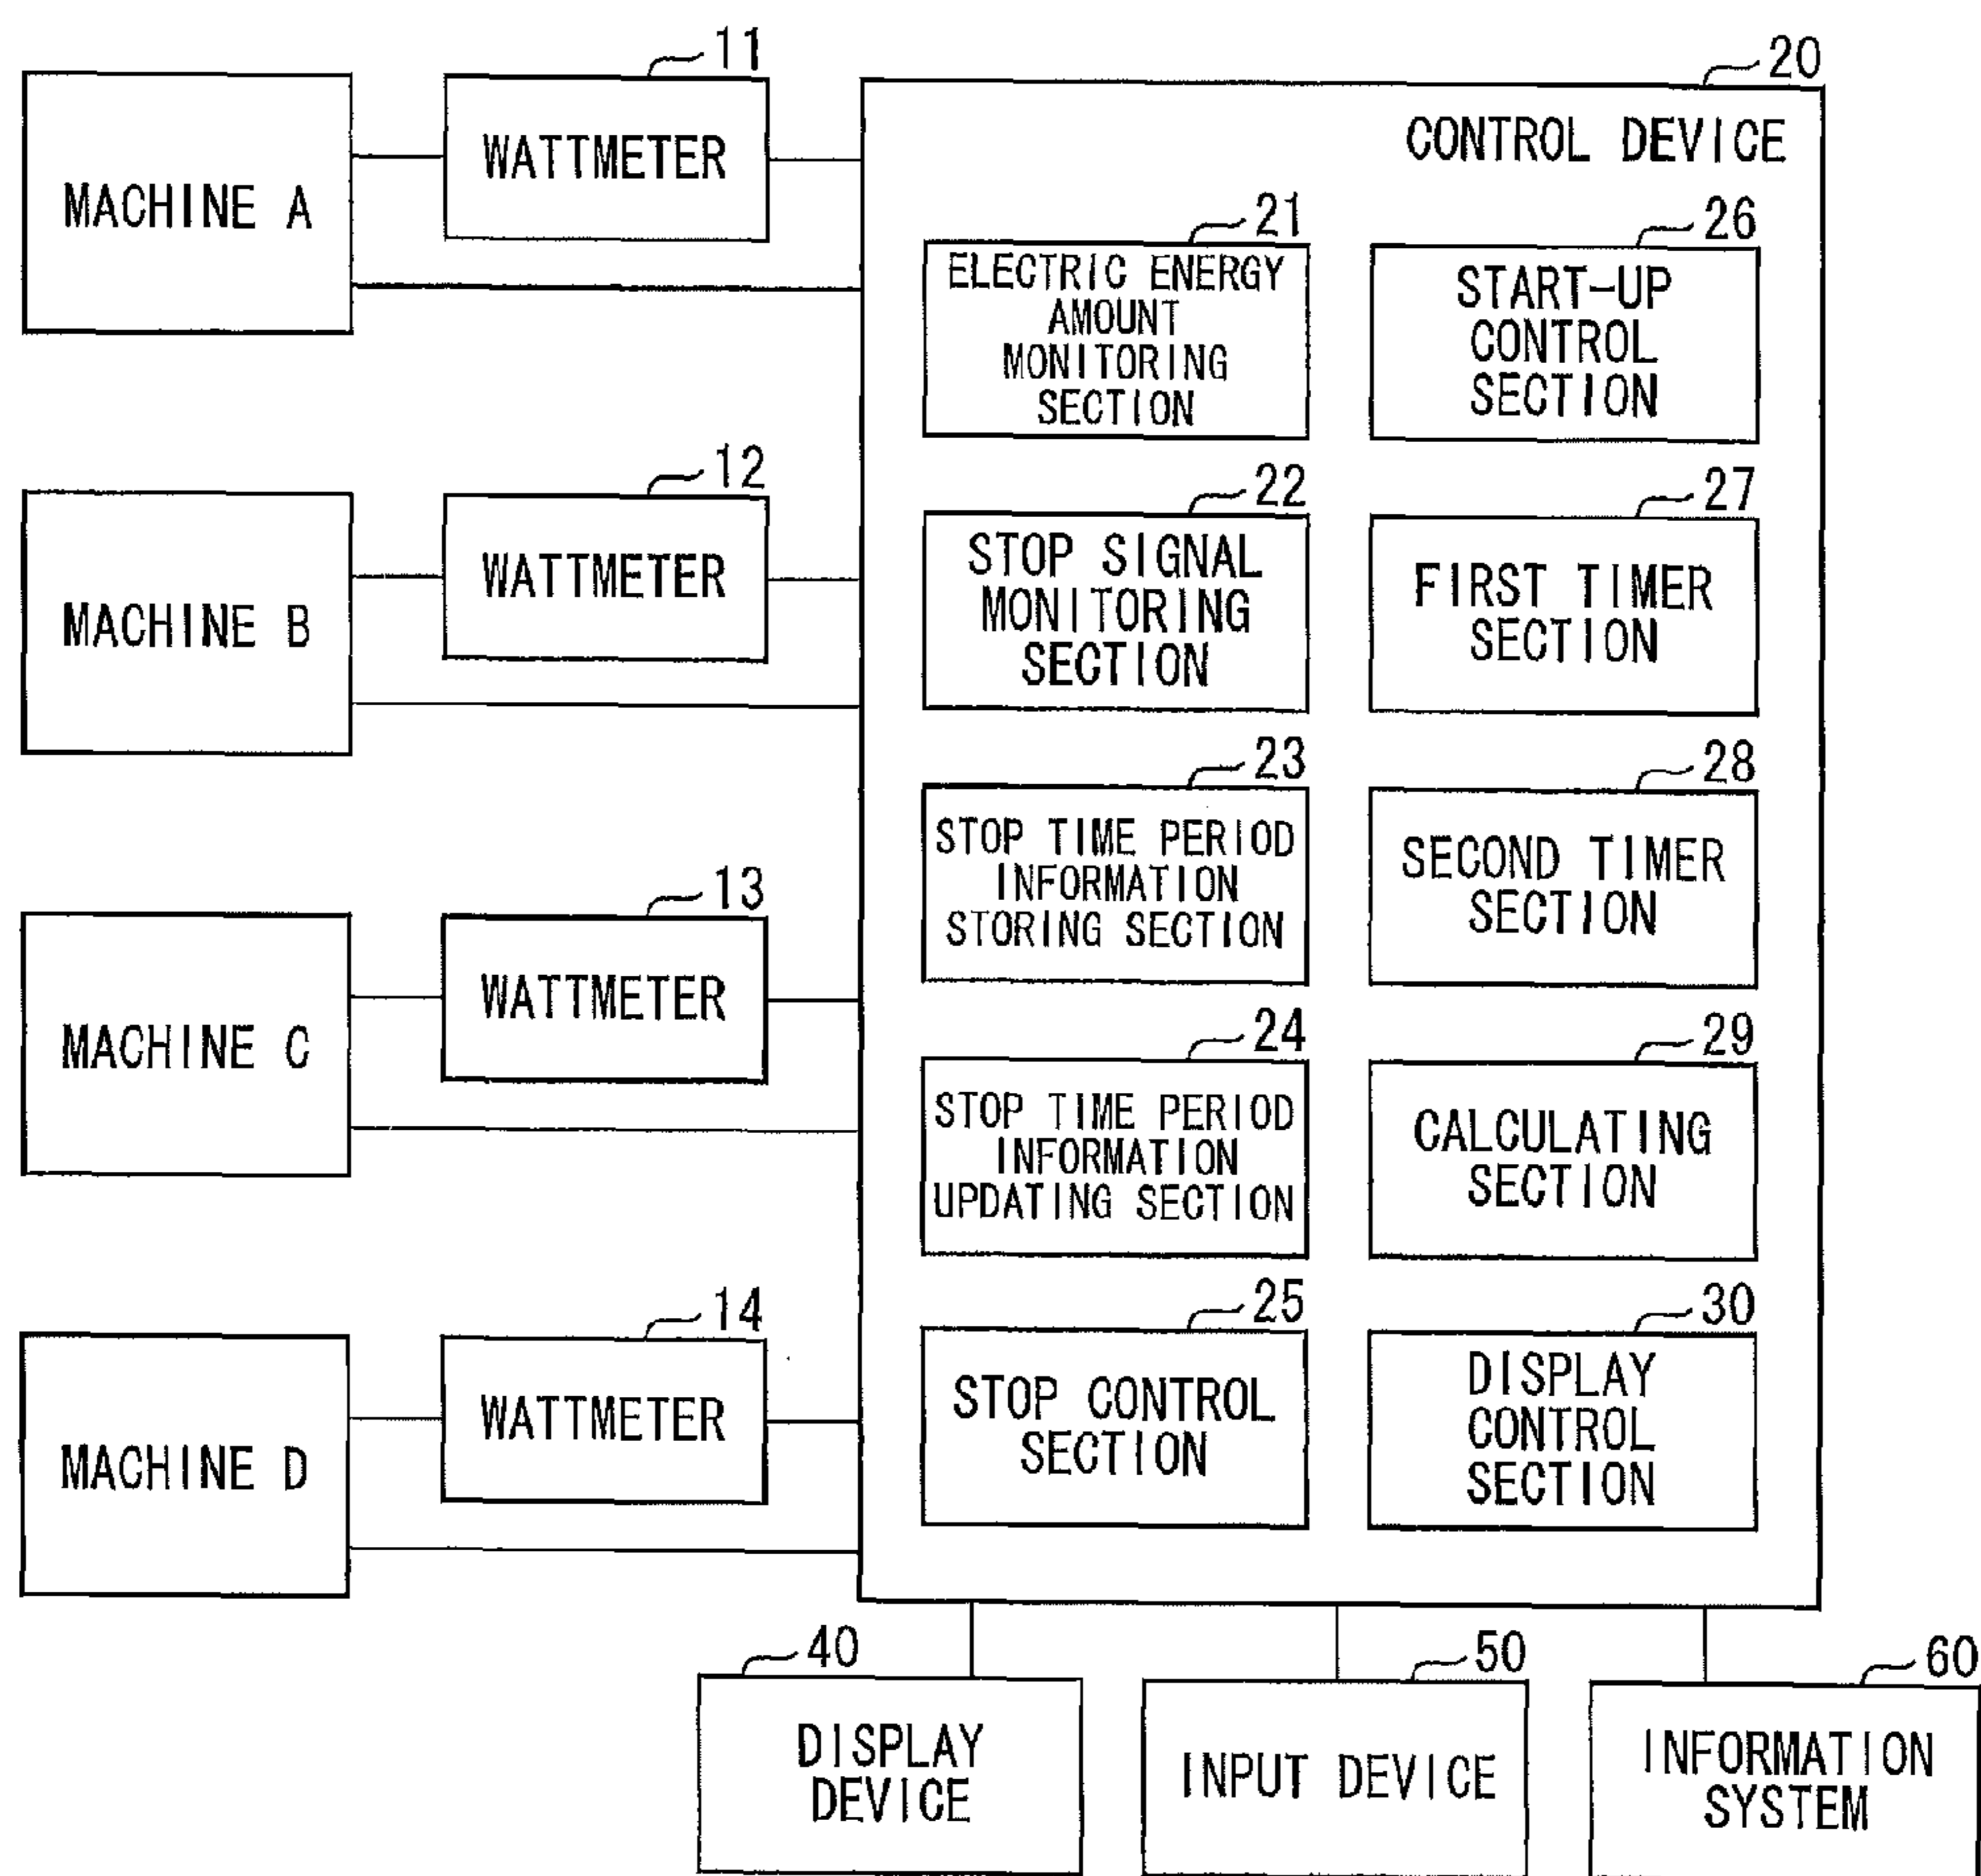 11
MACHINE A
WATTMETER
12
MACHINE B
WATTMETER
13
MACHINE C
WATTMETER
14
MACHINE D
WATTMETER
20
CONTROL DEVICE
21
ELECTRIC ENERGY
AMOUNT
MONITORING
SECTION
26
START-UP
CONTROL
SECTION
22
STOP SIGNAL
MONITORING
SECTION
27
FIRST TIMER
SECTION
23
STOP TIME PERIOD
INFORMATION
STORING SECTION
28
SECOND TIMER
SECTION
24
STOP TIME PERIOD
INFORMATION
UPDATING SECTION
29
CALCULATING
SECTION
25
STOP CONTROL
SECTION
30
DISPLAY
CONTROL
SECTION
40
DISPLAY
DEVICE
50
INPUT DEVICE
60
INFORMATION
SYSTEM